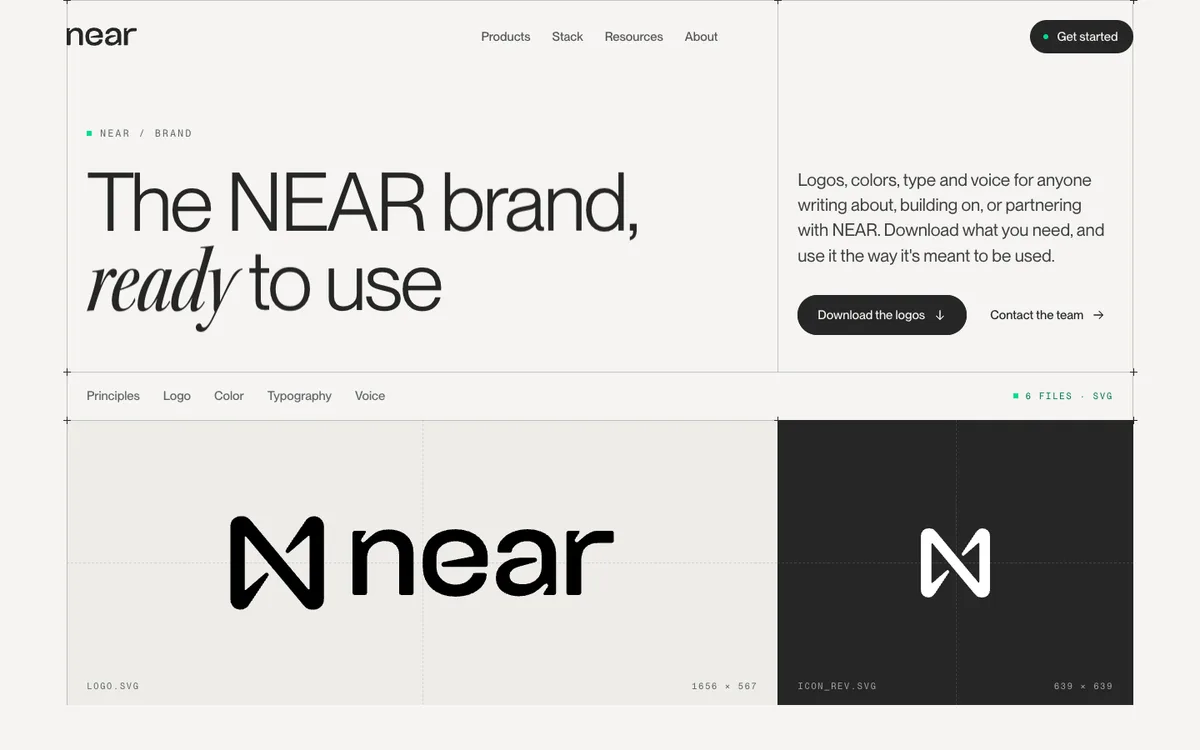 near
Products Stack Resources About
Get started
NEAR / BRAND
The NEAR brand,
ready to use
Logos, colors, type and voice for anyone
writing about, building on, or partnering
with NEAR. Download what you need, and
use it the way it's meant to be used.
Download the logos ↓
Contact the team →
Principles Logo Color Typography Voice
6 FILES · SVG
near
LOGO.SVG
1656 × 567
ICON_REV.SVG
639 × 639